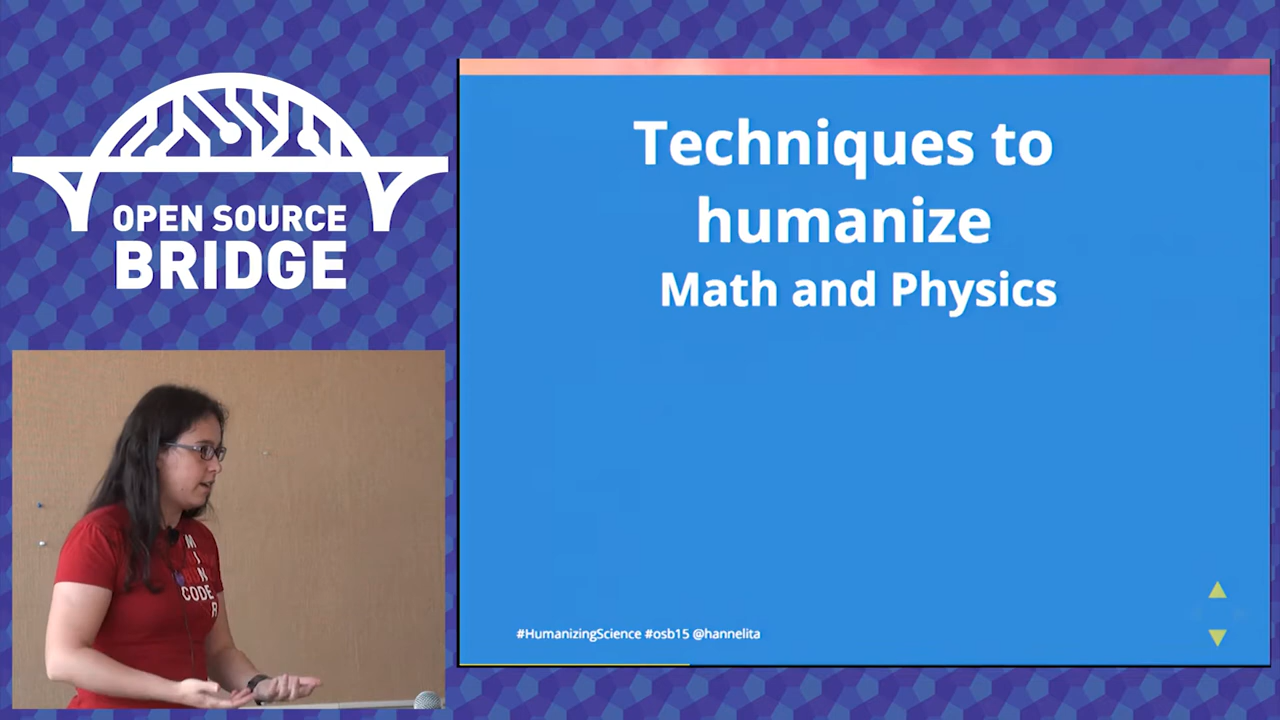 OPEN SOURCE
BRIDGE
Techniques to
humanize
Math and Physics
#HumanizingScience #osb15 @hannelita
CODE